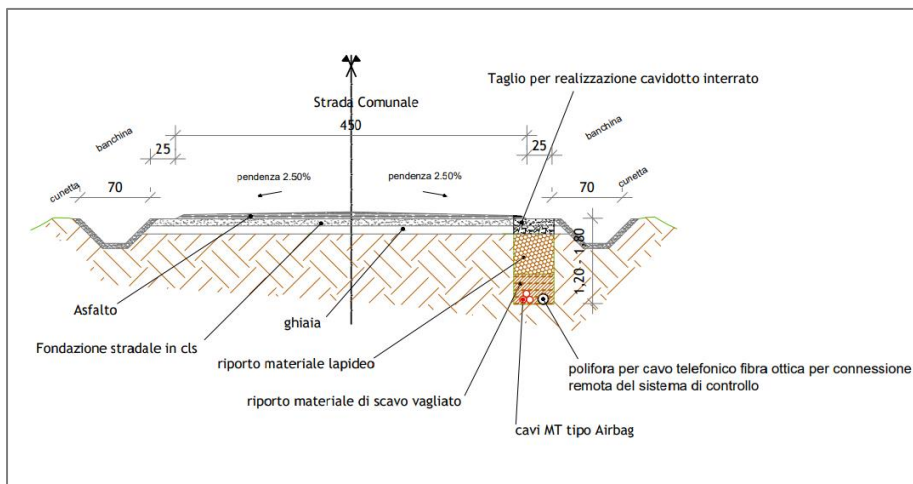 Taglio per realizzazione cavidotto interrato
Strada Comunale
450
banchina
25
25
banchina
cunetta
70
pendenza 2.50%
pendenza 2.50%
70
cunetta
1,20 - 1,80
Asfalto
ghiaia
Fondazione stradale in cls
riporto materiale lapideo
polifora per cavo telefonico fibra ottica per connessione
remota del sistema di controllo
riporto materiale di scavo vagliato
cavi MT tipo Airbag